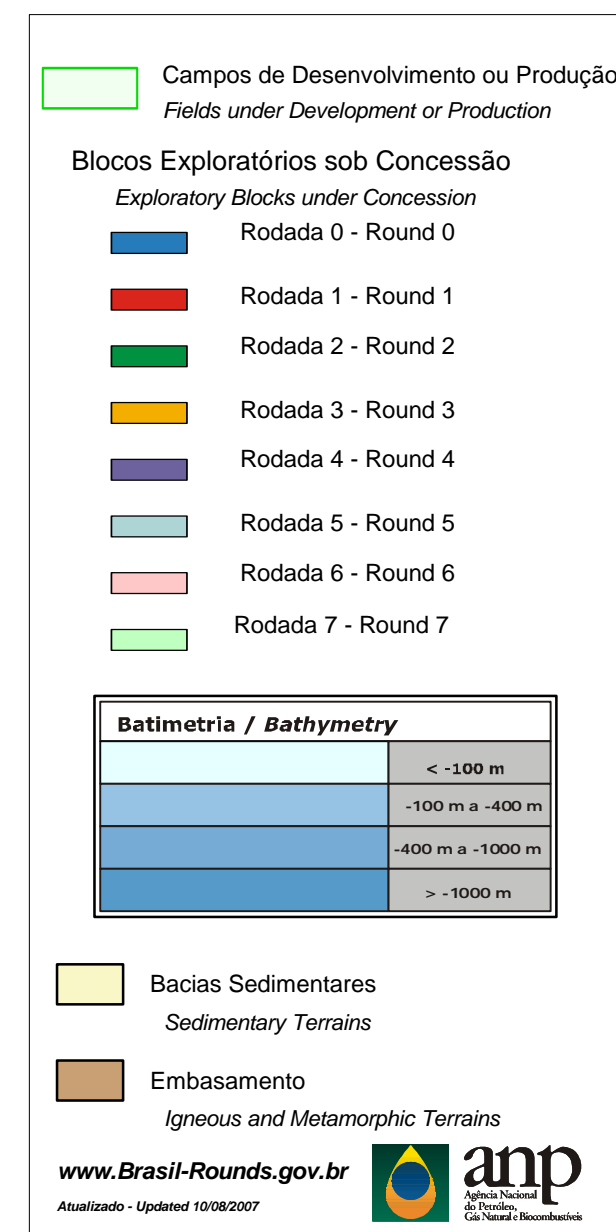 Campos de Desenvolvimento ou Produção
Fields under Development or Production
Blocos Exploratórios sob Concessão
Exploratory Blocks under Concession
Rodada 0 - Round 0
Rodada 1 - Round 1
Rodada 2 - Round 2
Rodada 3 - Round 3
Rodada 4 - Round 4
Rodada 5 - Round 5
Rodada 6 - Round 6
Rodada 7 - Round 7
Batimetria / Bathymetry
< -100 m
-100 m a -400 m
-400 m a -1000 m
> -1000 m
Bacias Sedimentares
Sedimentary Terrains
Embasamento
Igneous and Metamorphic Terrains
www.Brasil-Rounds.gov.br
Atualizado - Updated 10/08/2007
anp
Agência Nacional
do Petróleo,
Gás Natural e Biocombustíveis